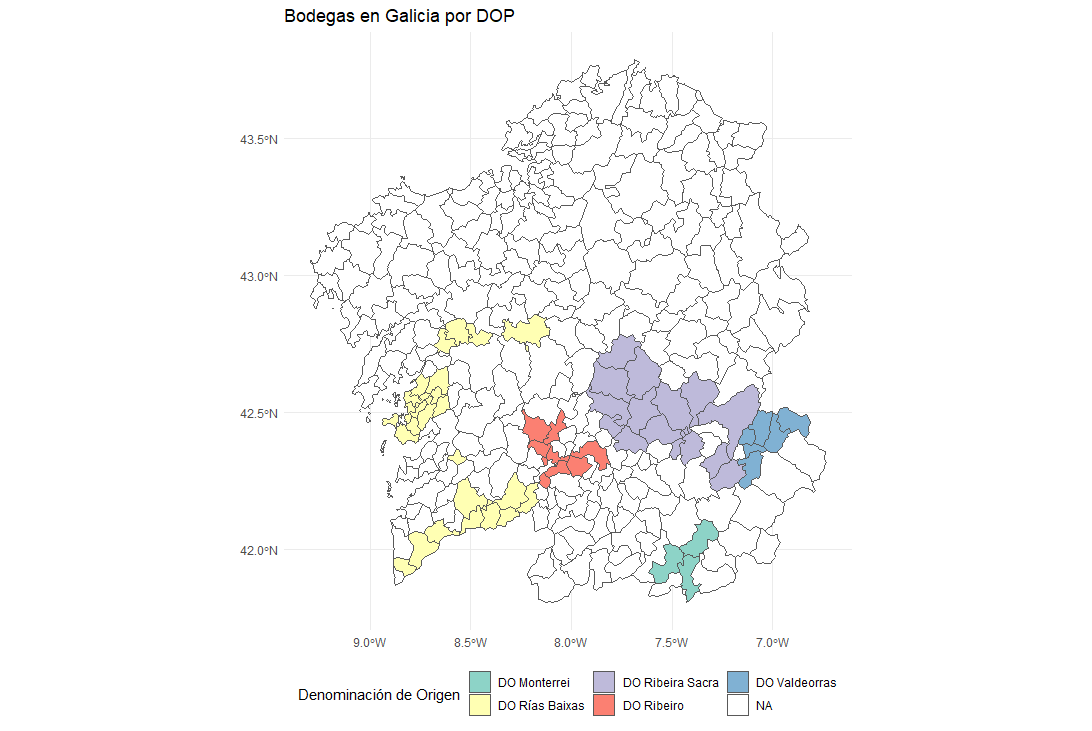 Bodegas en Galicia por DOP
43.5°N
43.0°N
42.5°N
42.0°N
9.0°W 8.5°W 8.0°W 7.5°W 7.0°W
Denominación de Origen
DO Monterrei DO Ribeira Sacra DO Valdeorras
DO Rías Baixas DO Ribeiro NA